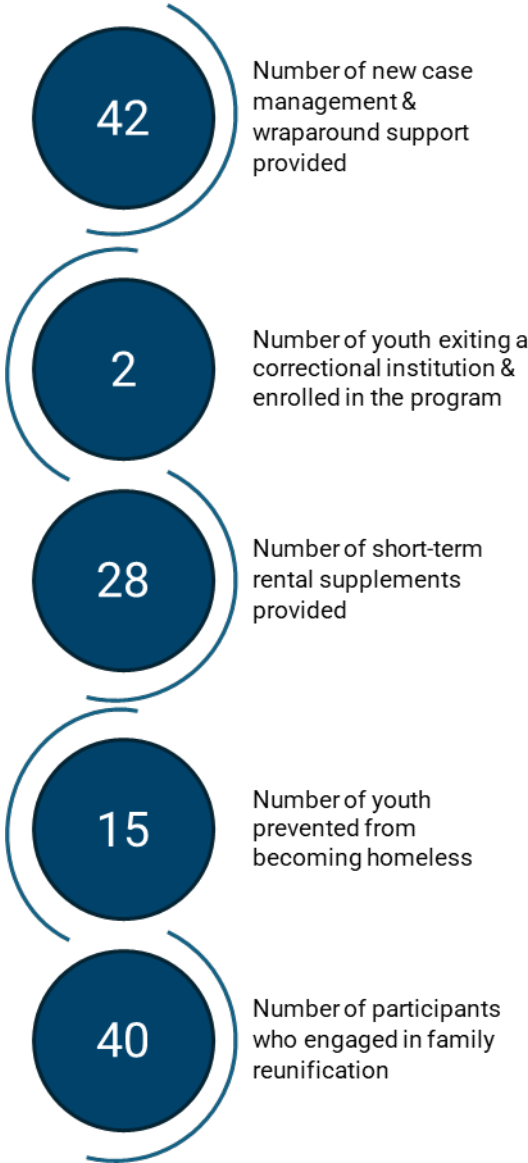 42
Number of new case
management &
wraparound support
provided
2
Number of youth exiting a
correctional institution &
enrolled in the program
28
Number of short-term
rental supplements
provided
15
Number of youth
prevented from
becoming homeless
40
Number of participants
who engaged in family
reunification